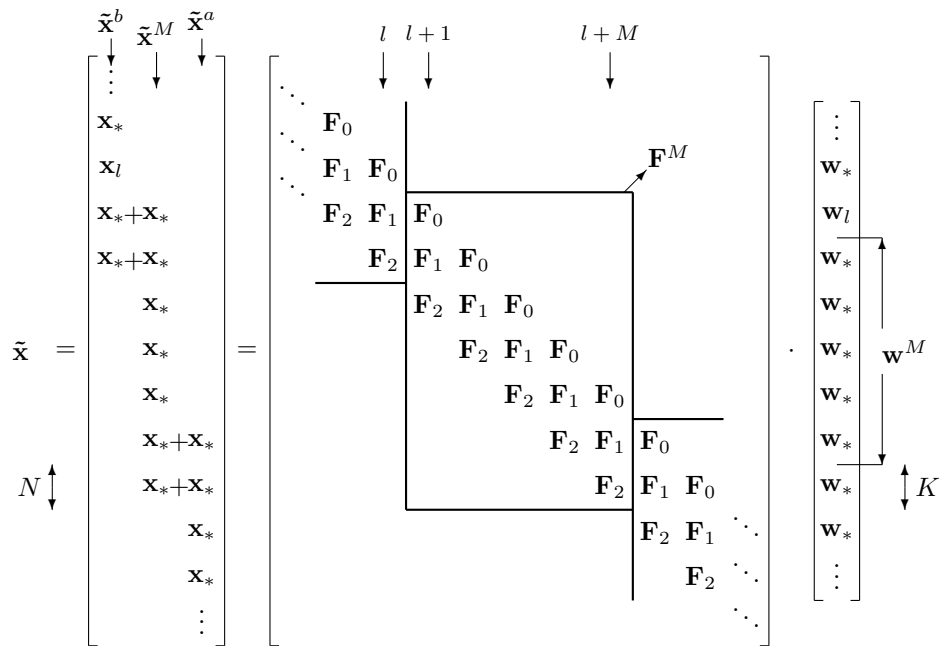 x̃^b x̃^M x̃^a l l + 1 l + M
⋮ ⋱
x_* F_0 ⋮
x_l ⋱ F_1 F_0 F^M w_*
x_* + x_* ⋱ F_2 F_1 F_0 w_l
x_* + x_* F_2 F_1 F_0 w_*
x_* F_2 F_1 F_0 w_*
x̃ = x_* = F_2 F_1 F_0 · w_* w^M
x_* F_2 F_1 F_0 w_*
x_* + x_* F_2 F_1 F_0 w_*
N x_* + x_* F_2 F_1 F_0 w_* K
x_* F_2 F_1 ⋱ w_*
x_* F_2 ⋱ ⋮
⋮ ⋱